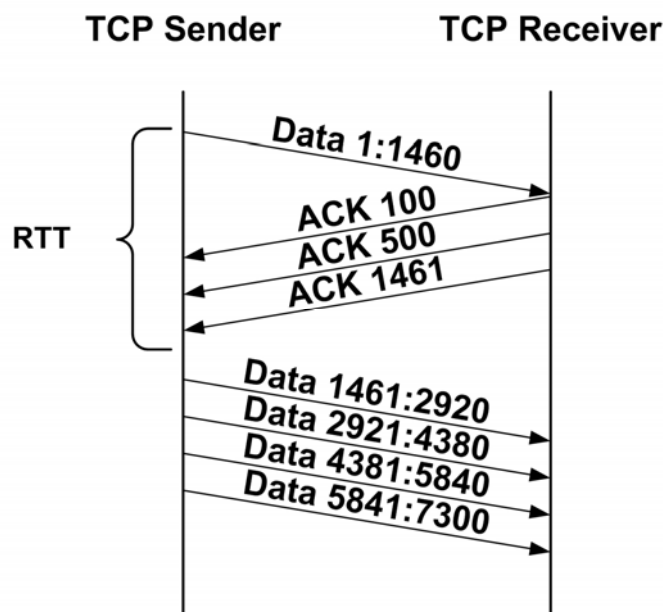 TCP Sender
TCP Receiver
RTT
Data 1:1460
ACK 100
ACK 500
ACK 1461
Data 1461:2920
Data 2921:4380
Data 4381:5840
Data 5841:7300